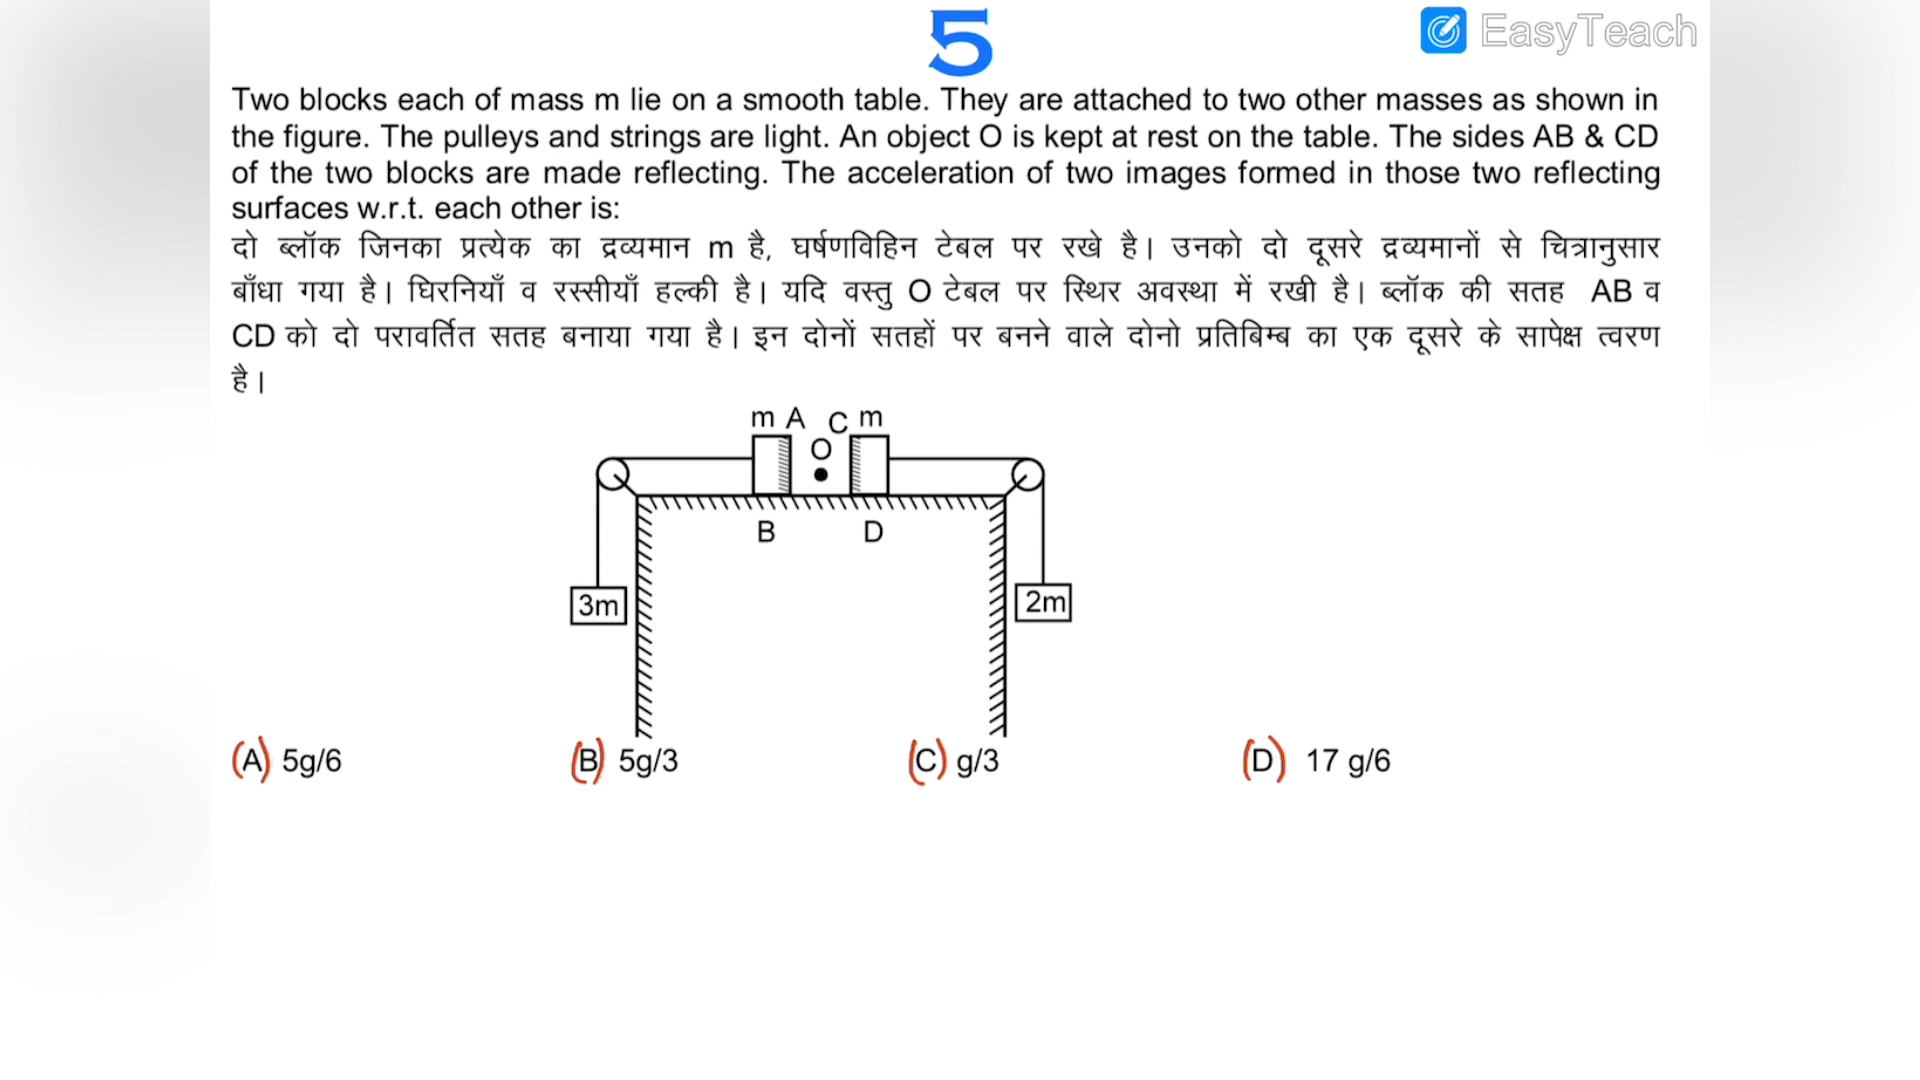 5
EasyTeach
Two blocks each of mass m lie on a smooth table. They are attached to two other masses as shown in
the figure. The pulleys and strings are light. An object O is kept at rest on the table. The sides AB & CD
of the two blocks are made reflecting. The acceleration of two images formed in those two reflecting
surfaces w.r.t. each other is:
दो ब्लॉक जिनका प्रत्येक का द्रव्यमान m है, घर्षणविहिन टेबल पर रखे है। उनको दो दूसरे द्रव्यमानों से चित्रानुसार
बाँधा गया है। घिरनियाँ व रस्सीयाँ हल्की है। यदि वस्तु O टेबल पर स्थिर अवस्था में रखी है। ब्लॉक की सतह AB व
CD को दो परावर्तित सतह बनाया गया है। इन दोनों सतहों पर बनने वाले दोनो प्रतिबिम्ब का एक दूसरे के सापेक्ष त्वरण
है।
m A C m
O
B D
3m 2m
(A) 5g/6 (B) 5g/3 (C) g/3 (D) 17 g/6